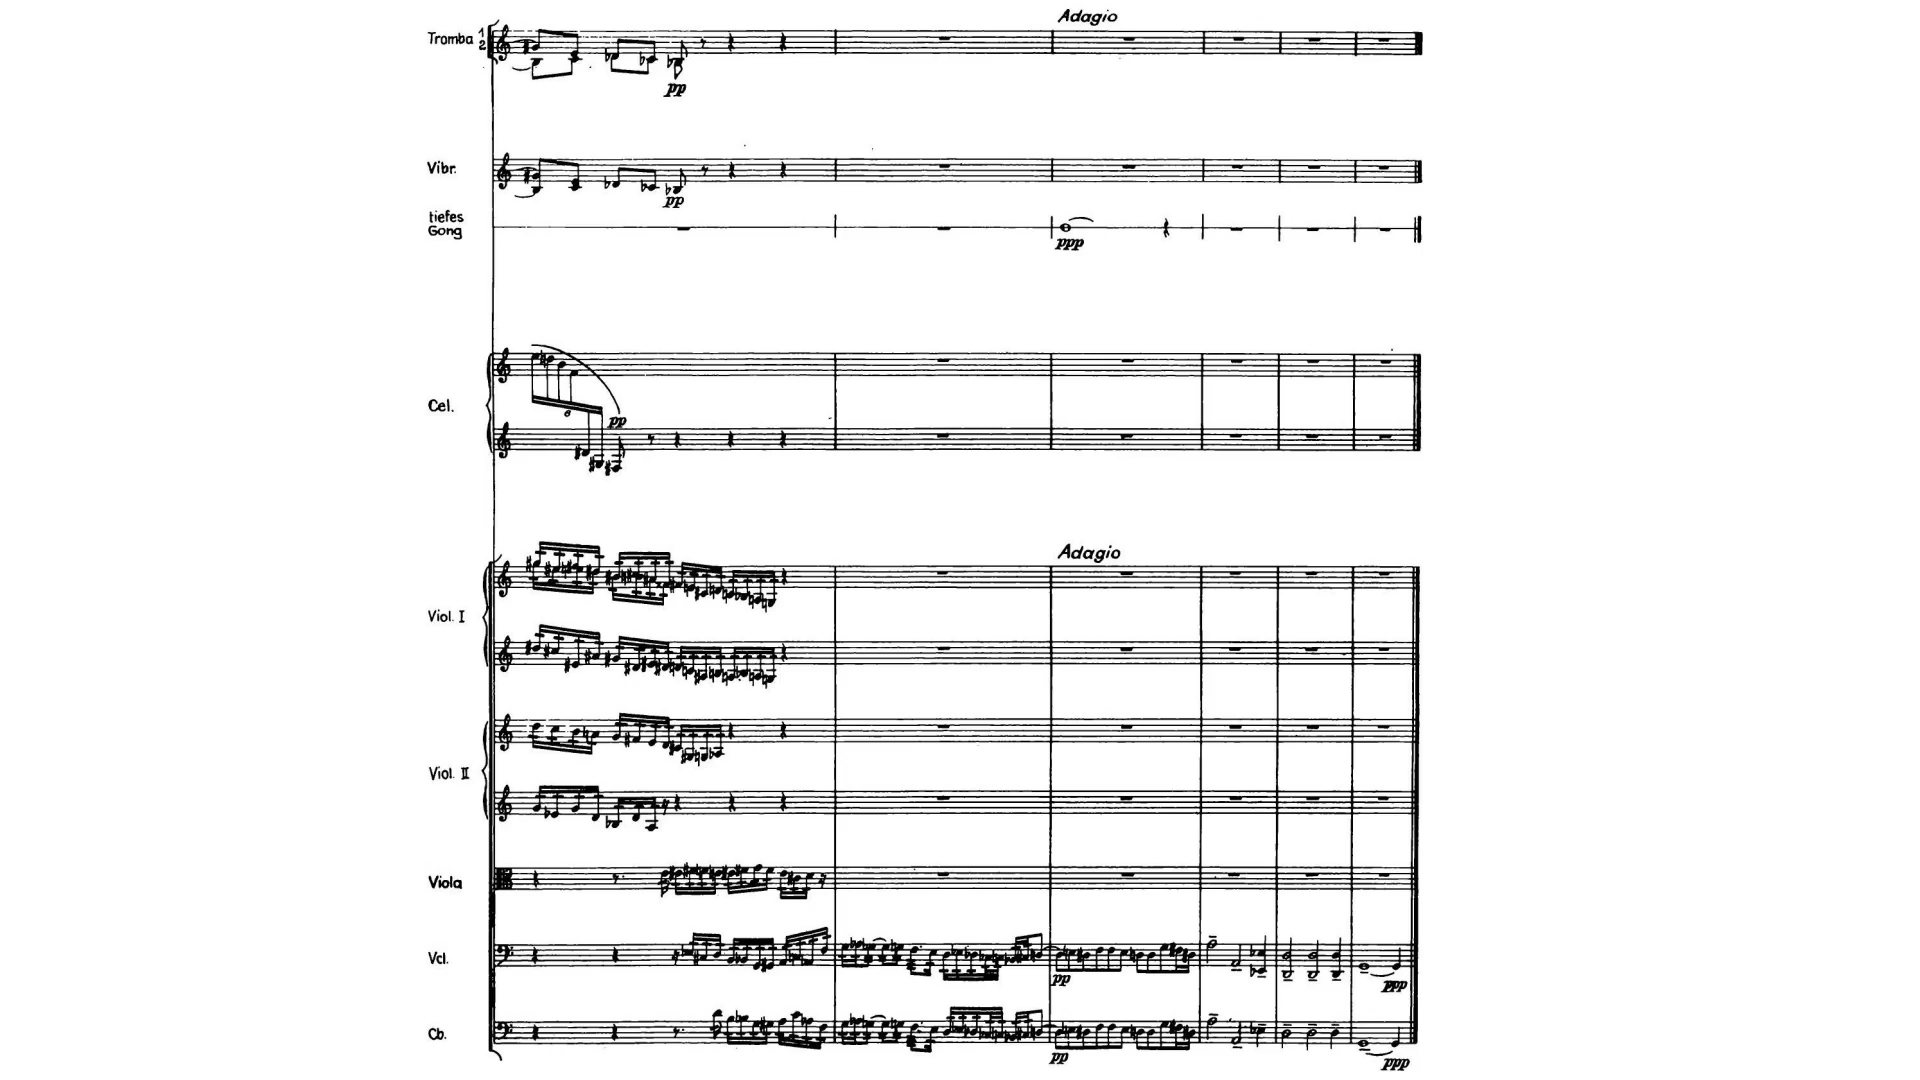 Adagio
Tromba 1
2
pp
Vibr.
pp
tiefes
Gong
ppp
Cel.
6
pp
Adagio
Viol. I
Viol. II
Viola
Vcl.
pp
ppp
Cb.
pp
ppp